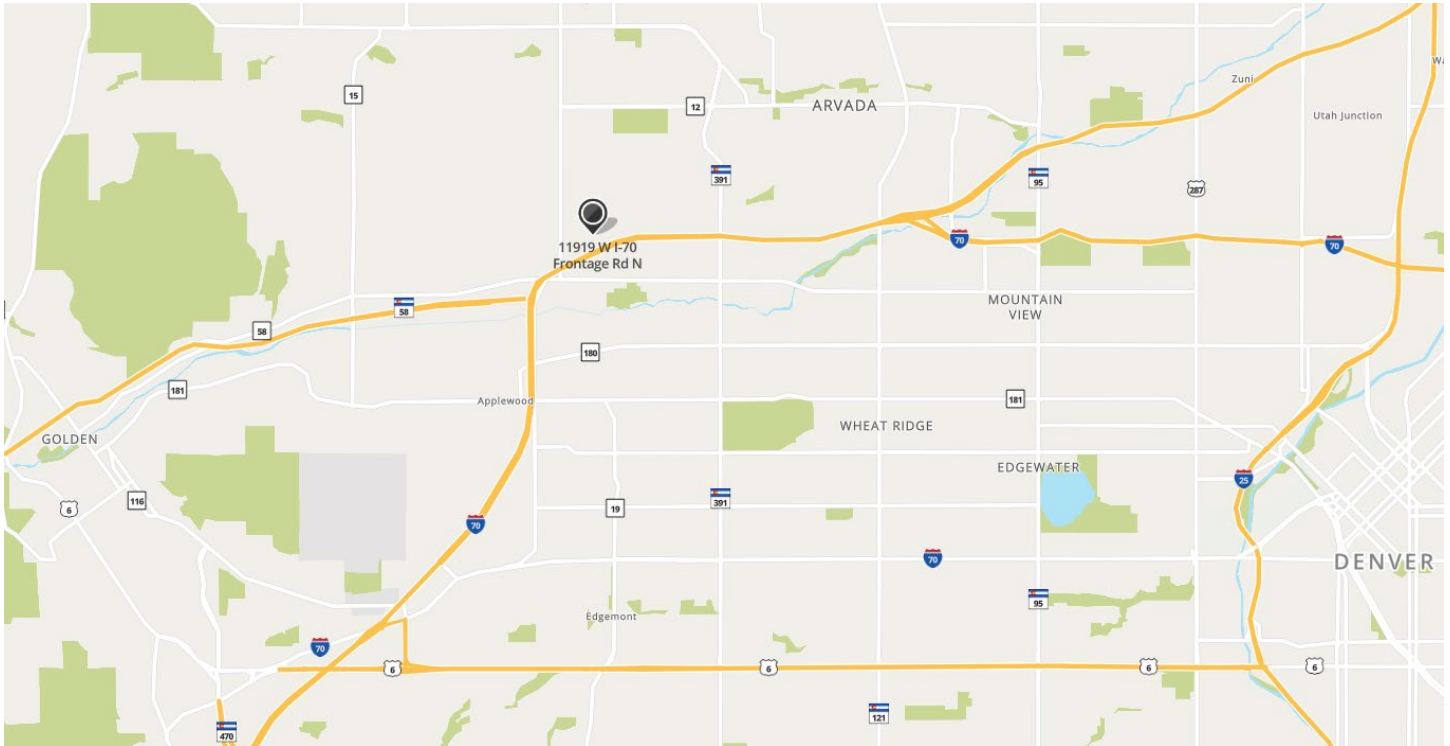 Wa
Zuni
15
12
ARVADA
Utah Junction
391
95
287
11919 W I-70
Frontage Rd N
70
70
58
MOUNTAIN
VIEW
58
180
181
Applewood
181
GOLDEN
WHEAT RIDGE
EDGEWATER
6
116
391
19
25
70
70
DENVER
95
Edgemont
70
6
6
6
6
121
470